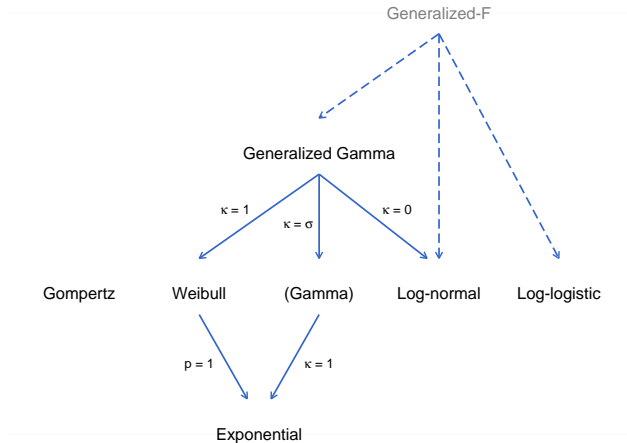 Generalized-F
Generalized Gamma
κ = 1
κ = σ
κ = 0
Gompertz
Weibull
(Gamma)
Log-normal
Log-logistic
p = 1
κ = 1
Exponential